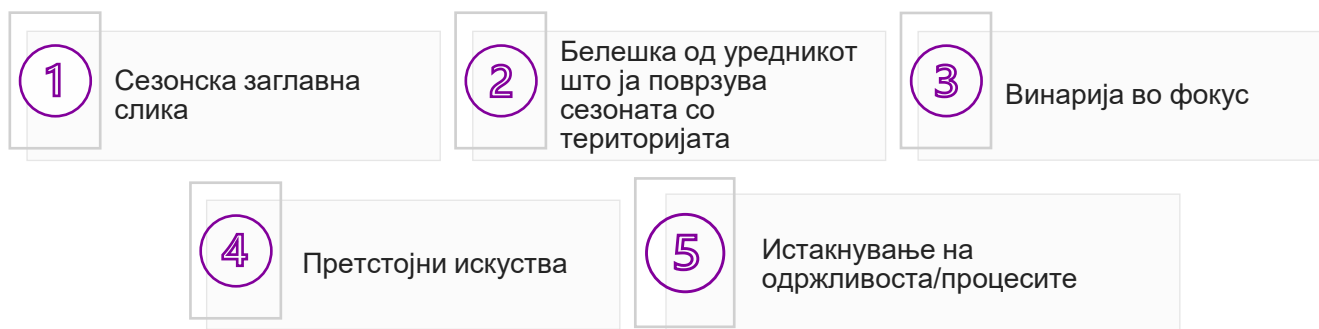 1
Сезонска заглавна
слика
2
Белешка од уредникот
што ја поврзува
сезоната со
територијата
3
Винарија во фокус
4
Претстојни искуства
5
Истакнување на
одржливоста/процесите